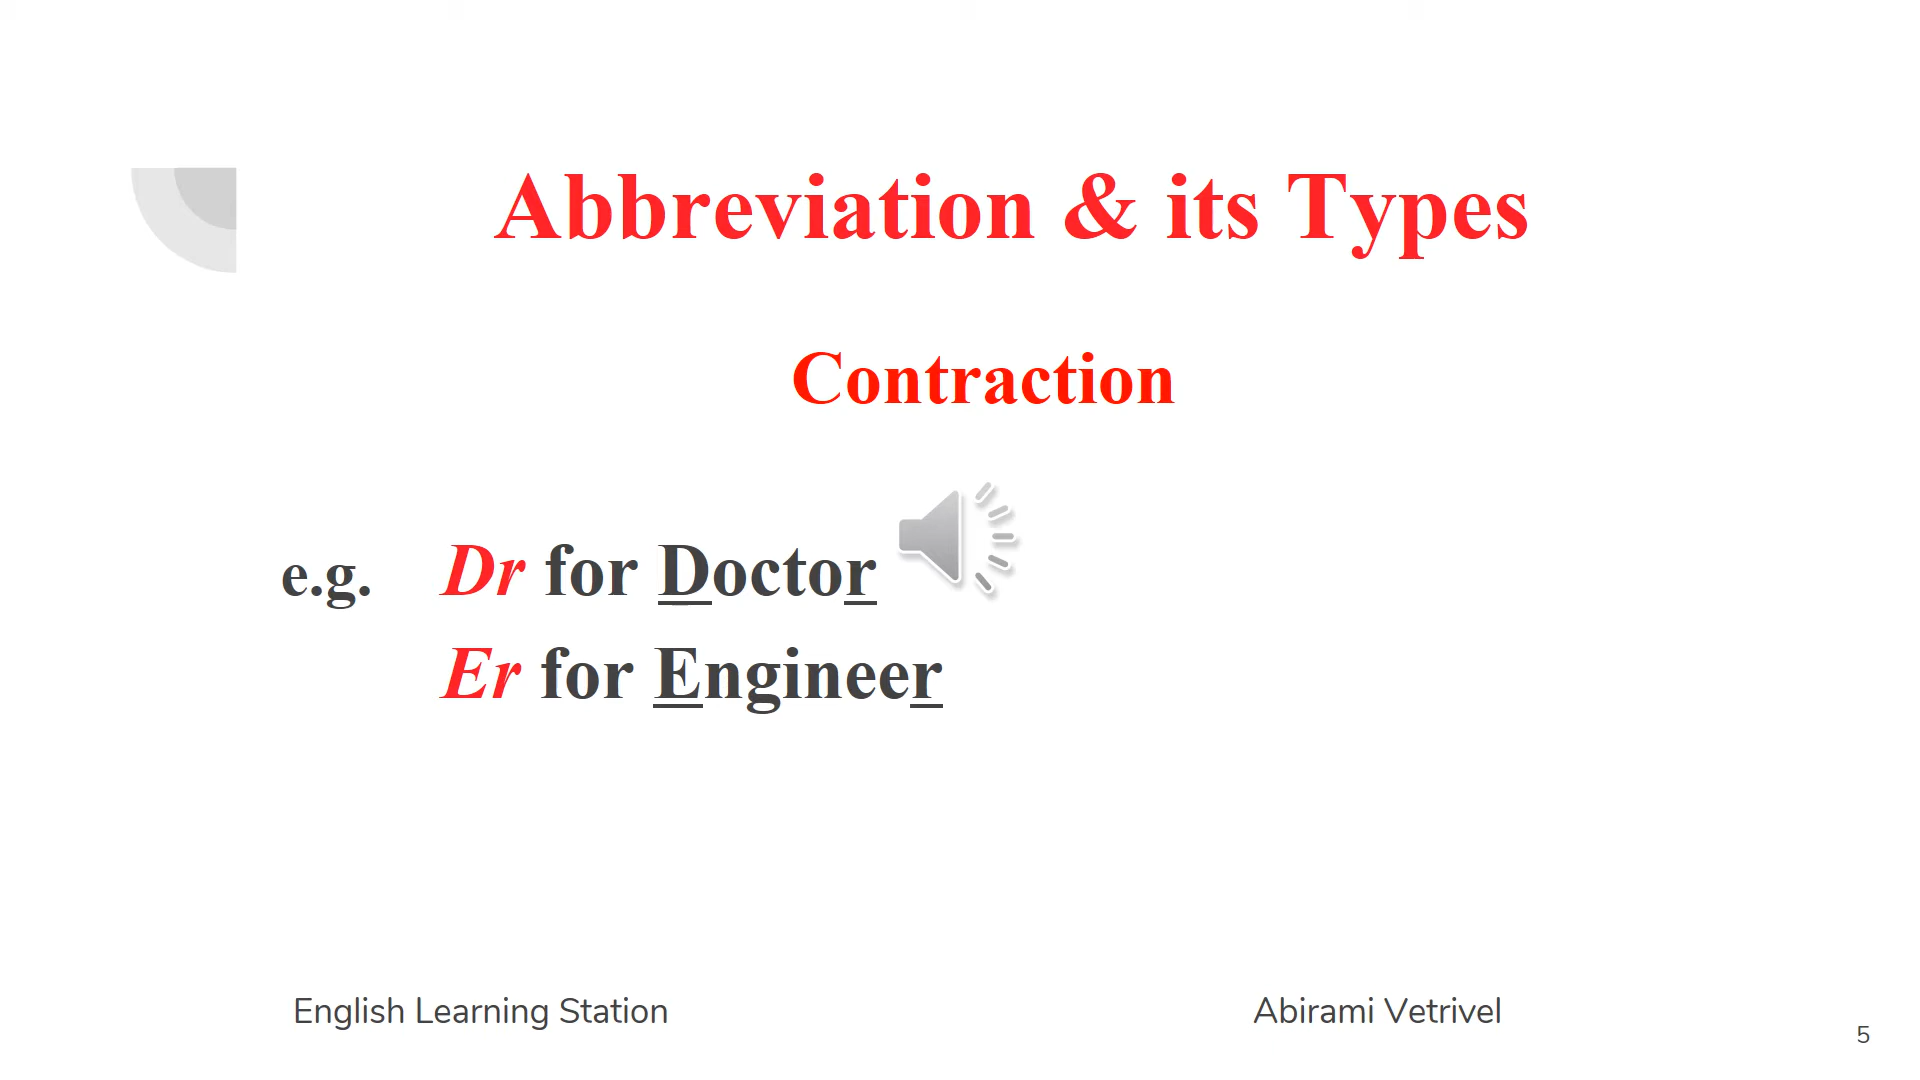 Abbreviation & its Types
Contraction
e.g. Dr for Doctor
Er for Engineer
English Learning Station
Abirami Vetrivel
5